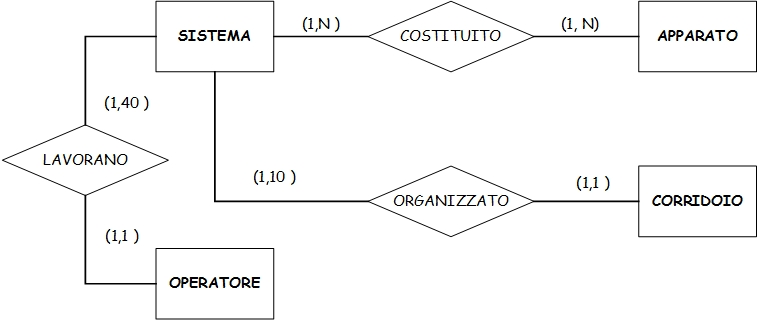 SISTEMA
(1,N )
COSTITUITO
(1, N)
APPARATO
(1,40 )
LAVORANO
(1,10 )
ORGANIZZATO
(1,1 )
CORRIDOIO
(1,1 )
OPERATORE